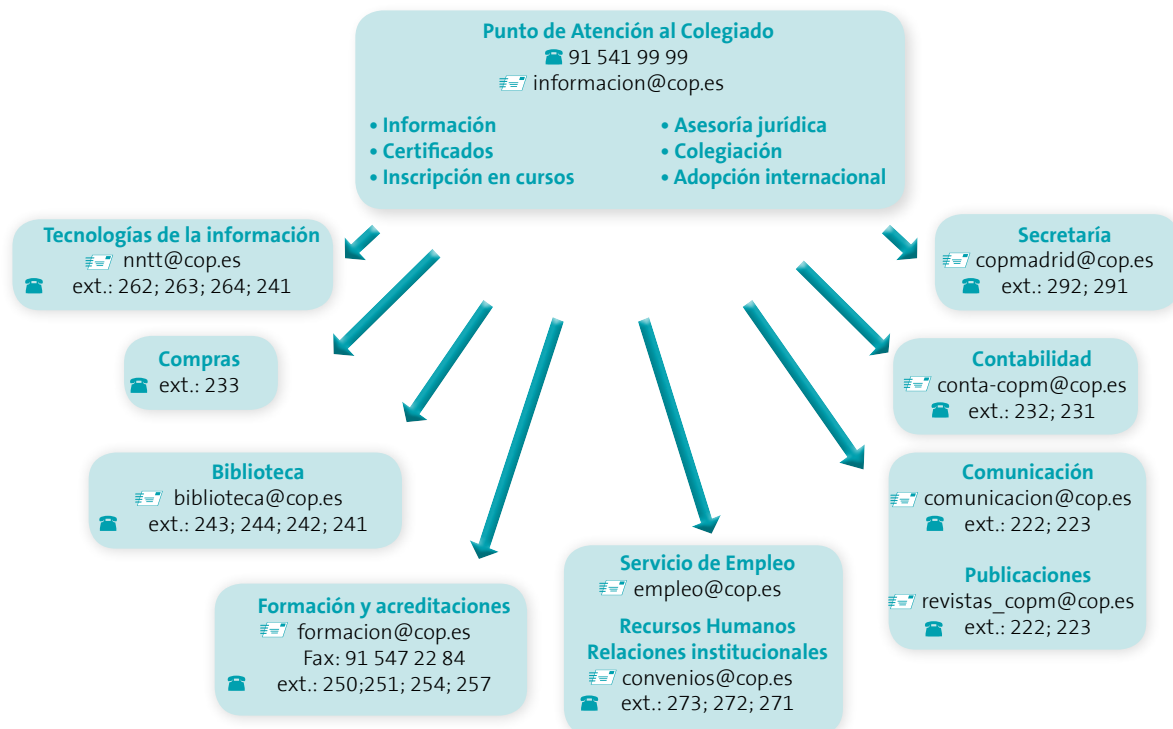 Punto de Atención al Colegiado
91 541 99 99
informacion@cop.es
• Información
• Certificados
• Inscripción en cursos
• Asesoría jurídica
• Colegiación
• Adopción internacional
Tecnologías de la información
nntt@cop.es
ext.: 262; 263; 264; 241
Secretaría
copmadrid@cop.es
ext.: 292; 291
Compras
ext.: 233
Contabilidad
conta-copm@cop.es
ext.: 232; 231
Biblioteca
biblioteca@cop.es
ext.: 243; 244; 242; 241
Comunicación
comunicacion@cop.es
ext.: 222; 223
Publicaciones
revistas_copm@cop.es
ext.: 222; 223
Formación y acreditaciones
formacion@cop.es
Fax: 91 547 22 84
ext.: 250;251; 254; 257
Servicio de Empleo
empleo@cop.es
Recursos Humanos
Relaciones institucionales
convenios@cop.es
ext.: 273; 272; 271